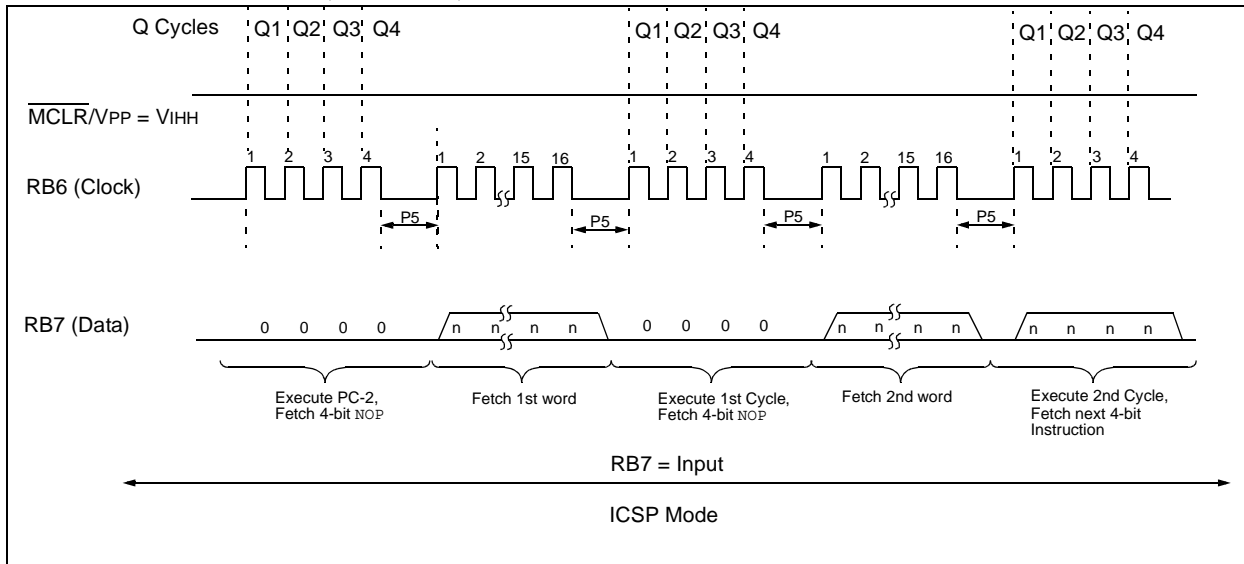 Q Cycles Q1 Q2 Q3 Q4 Q1 Q2 Q3 Q4 Q1 Q2 Q3 Q4
MCLR/VPP = VIHH
1 2 3 4 1 2 15 16 1 2 3 4 1 2 15 16 1 2 3 4
RB6 (Clock)
P5 P5 P5 P5
RB7 (Data)
0 0 0 0 n n n n 0 0 0 0 n n n n n n n n
Execute PC-2,
Fetch 4-bit NOP
Fetch 1st word
Execute 1st Cycle,
Fetch 4-bit NOP
Fetch 2nd word
Execute 2nd Cycle,
Fetch next 4-bit
Instruction
RB7 = Input
ICSP Mode